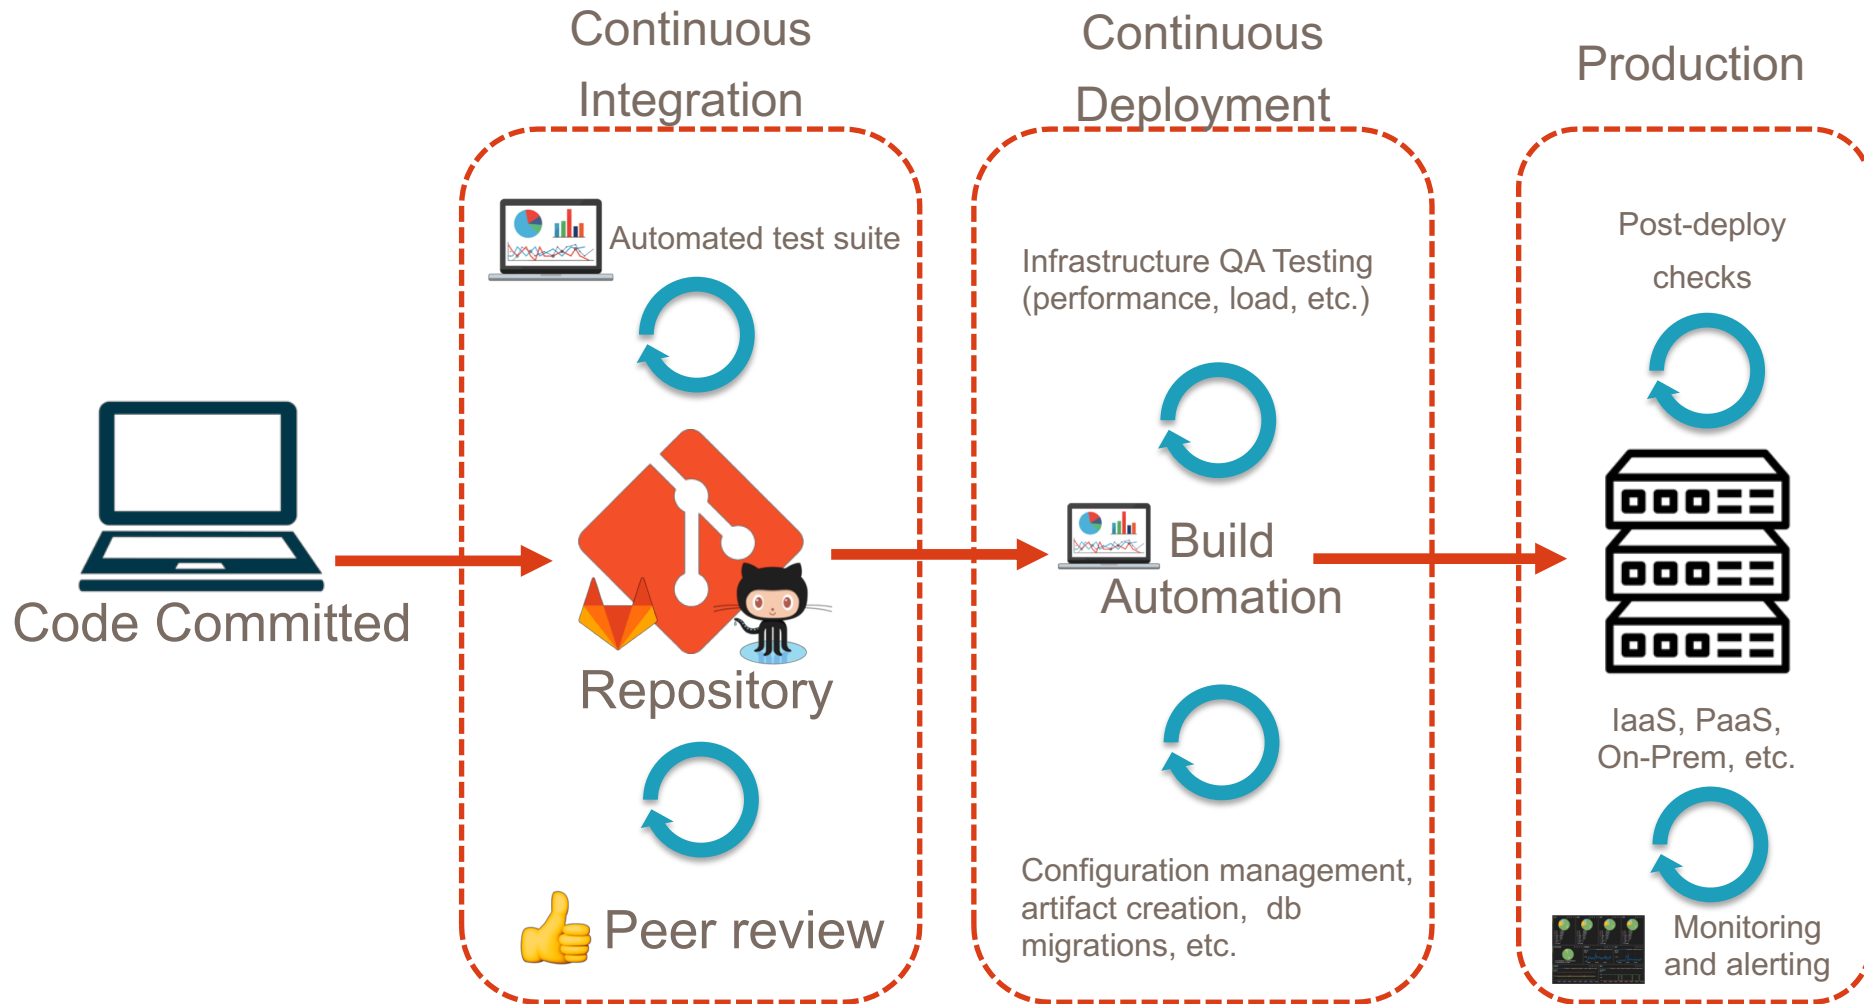 Continuous
Integration
Continuous
Deployment
Production
Code Committed
Automated test suite
Repository
Peer review
Infrastructure QA Testing
(performance, load, etc.)
Build
Automation
Configuration management,
artifact creation, db
migrations, etc.
Post-deploy
checks
IaaS, PaaS,
On-Prem, etc.
Monitoring
and alerting